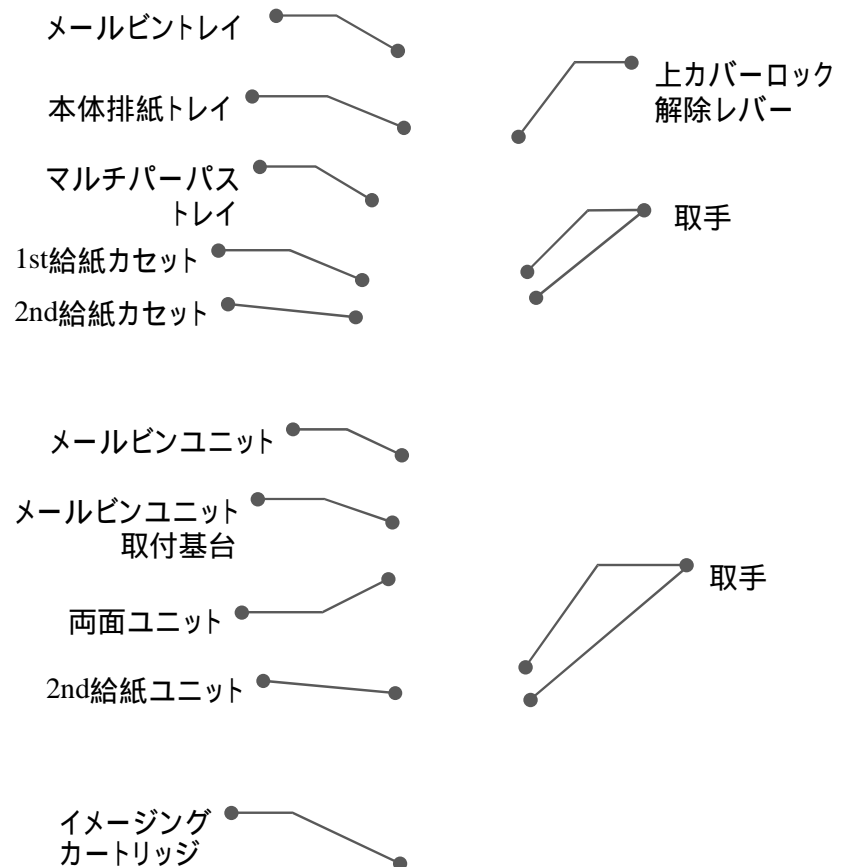 メールビントレイ
上カバーロック
解除レバー
本体排紙トレイ
マルチパーパス
トレイ
取手
1st給紙カセット
2nd給紙カセット
メールビンユニット
メールビンユニット
取付基台
取手
両面ユニット
2nd給紙ユニット
イメージング
カートリッジ